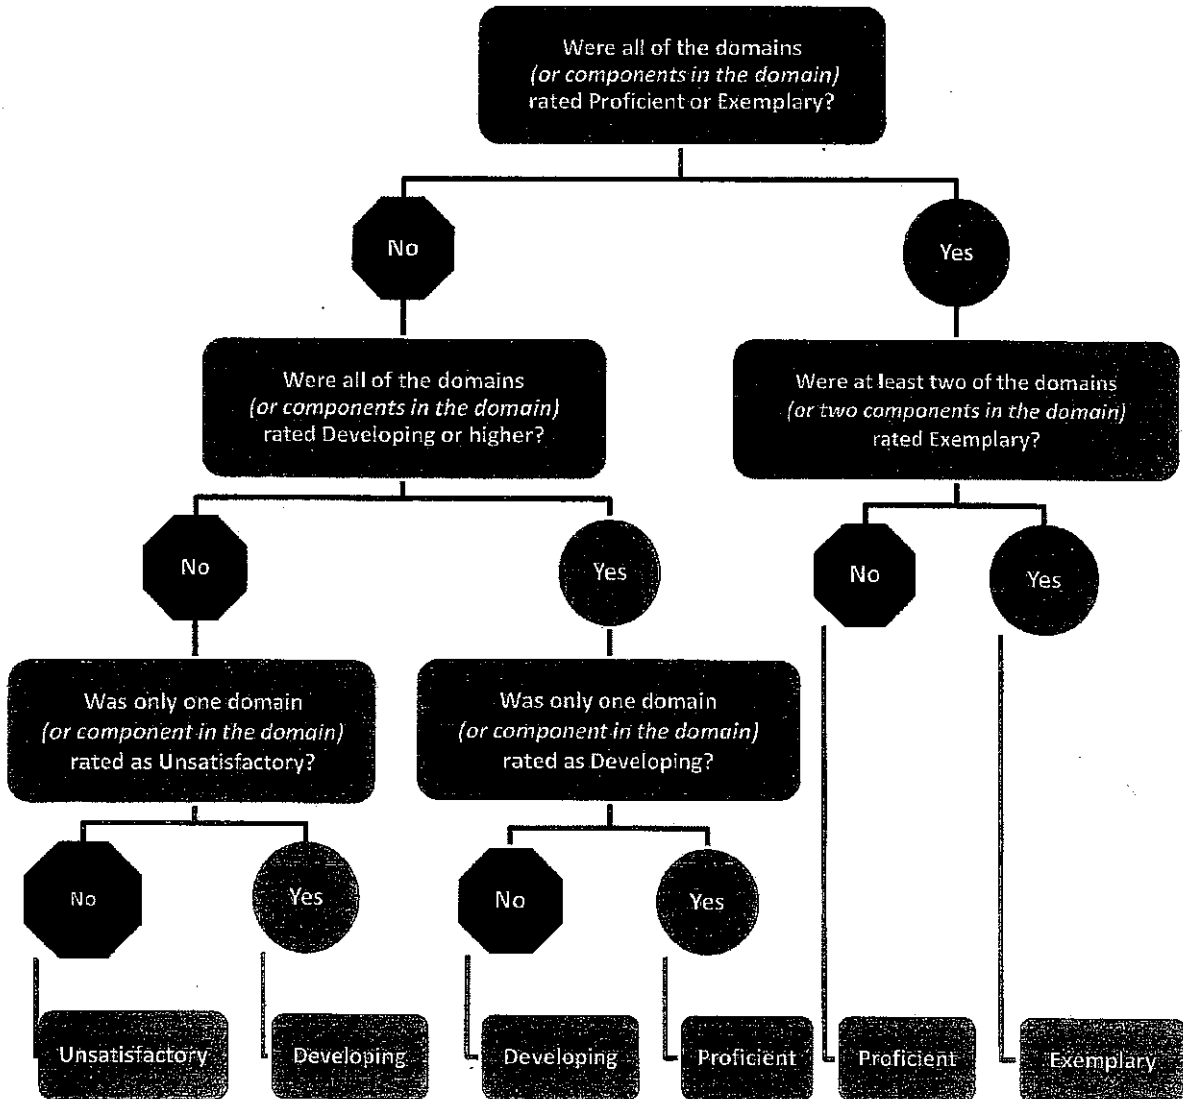 Were all of the domains
(or components in the domain)
rated Proficient or Exemplary?
No
Yes
Were all of the domains
(or components in the domain)
rated Developing or higher?
Were at least two of the domains
(or two components in the domain)
rated Exemplary?
No
Yes
No
Yes
Was only one domain
(or component in the domain)
rated as Unsatisfactory?
Was only one domain
(or component in the domain)
rated as Developing?
No
Yes
No
Yes
Unsatisfactory
Developing
Developing
Proficient
Proficient
Exemplary